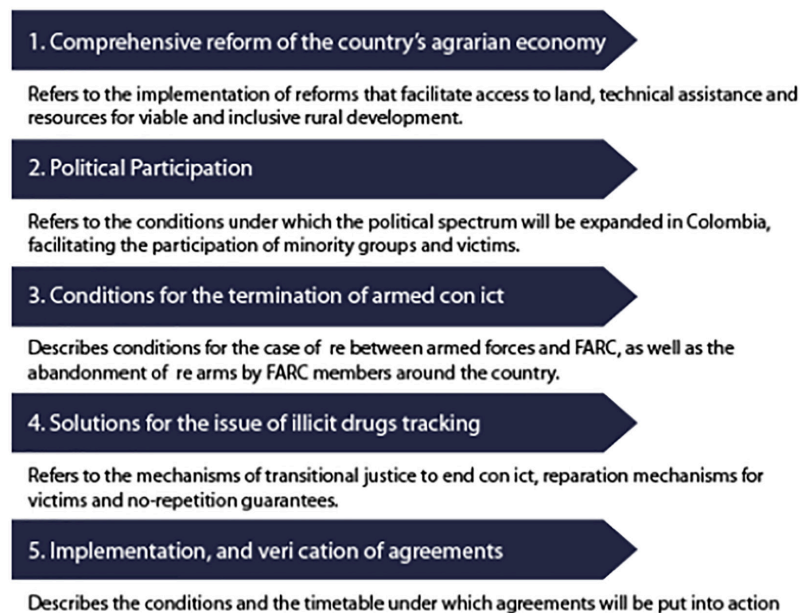 1. Comprehensive reform of the country's agrarian economy
Refers to the implementation of reforms that facilitate access to land, technical assistance and
resources for viable and inclusive rural development.
2. Political Participation
Refers to the conditions under which the political spectrum will be expanded in Colombia,
facilitating the participation of minority groups and victims.
3. Conditions for the termination of armed con ict
Describes conditions for the case of  re between armed forces and FARC, as well as the
abandonment of  re arms by FARC members around the country.
4. Solutions for the issue of illicit drugs tracking
Refers to the mechanisms of transitional justice to end con ict, reparation mechanisms for
victims and no-repetition guarantees.
5. Implementation, and veri cation of agreements
Describes the conditions and the timetable under which agreements will be put into action